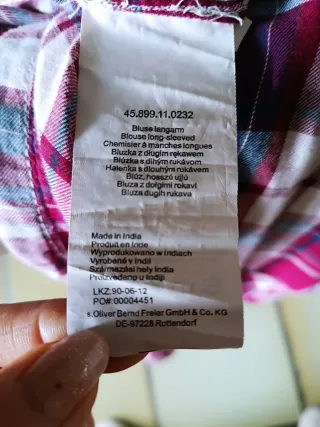 45.899.11.0232
Bluse langarm
Blouse long-sleeved
Chemisier à manches longues
Bluzka z długim rękawem
Blúzka s dlhým rukávom
Halenka s dlouhým rukávem
Blúz, hosszú ujjú
Bluza z dolgimi rokavi
Bluza dugih rukava
Made in India
Produit en Inde
Wyprodukowano w Indiach
Vyrobené v Indii
Származási hely India
Proizvedeno u Indiji
LKZ:90-06-12
PO#:00004451
s.Oliver Bernd Freier GmbH & Co. KG
DE-97228 Rottendorf